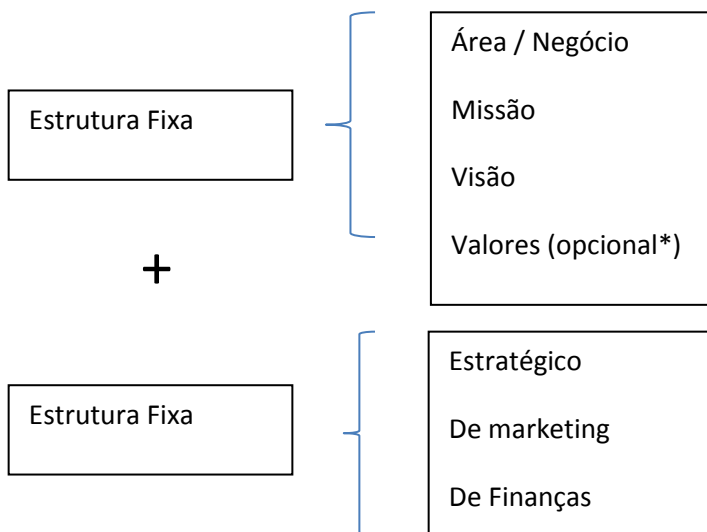 Estrutura Fixa
Área / Negócio
Missão
Visão
Valores (opcional*)
+
Estrutura Fixa
Estratégico
De marketing
De Finanças